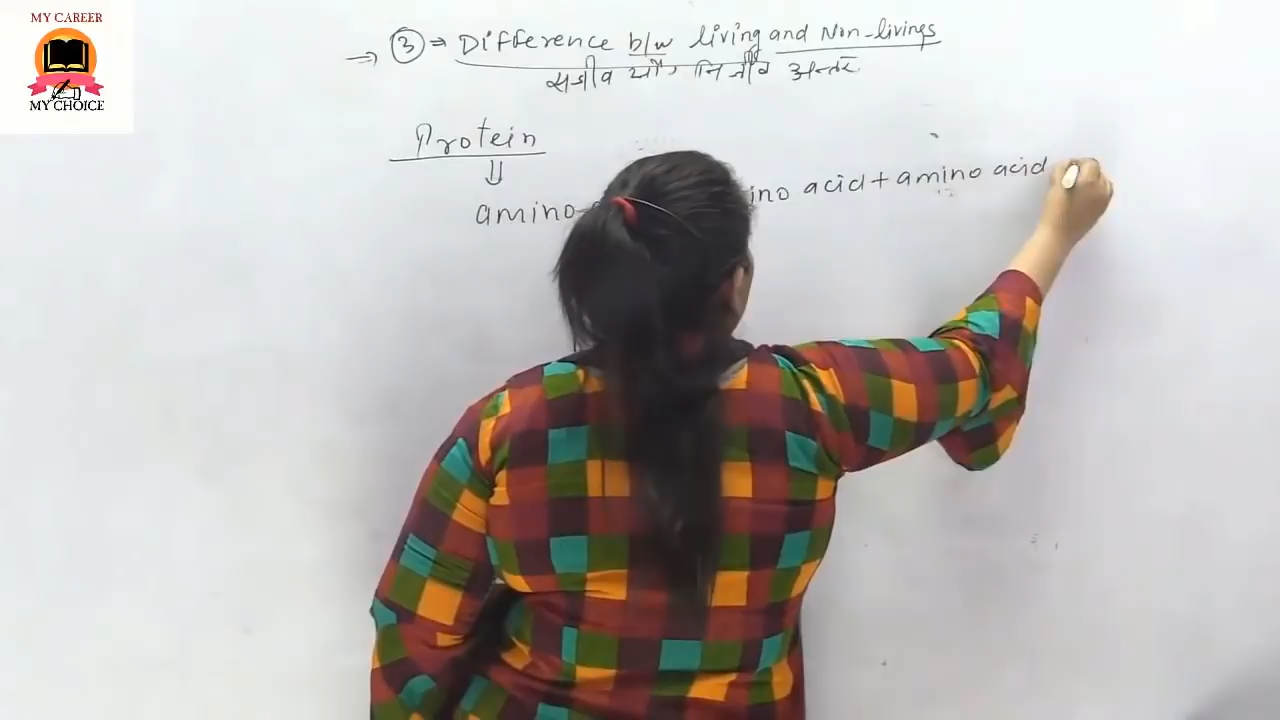 MY CAREER
MY CHOICE
⇒ ③ ⇒ Difference b/w living and Non-livings
सजीव और निर्जीव अन्तर
Protein
⇓
amino ino acid + amino acid